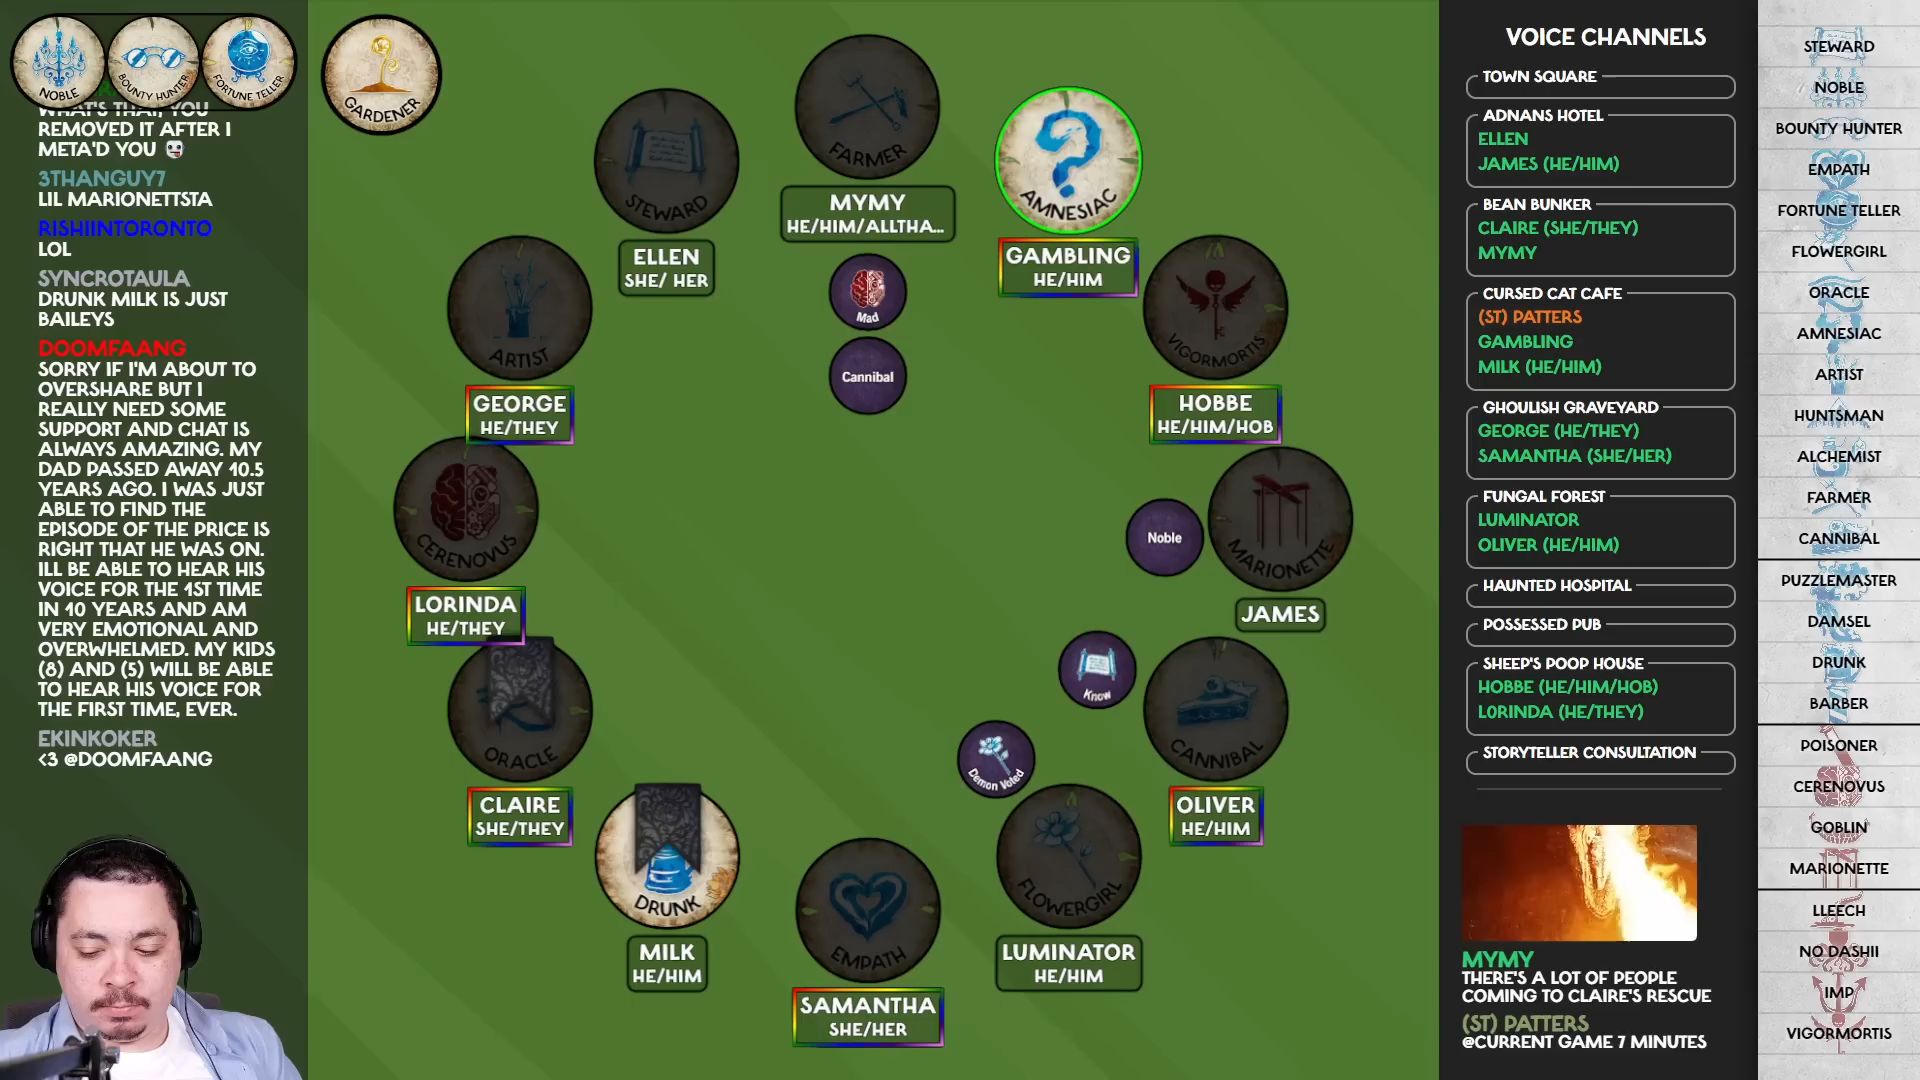 NOBLE
BOUNTY HUNTER
FORTUNE TELLER
GARDENER
WHAT'S THAT, YOU
REMOVED IT AFTER I
META'D YOU
3THANGUY7
LIL MARIONETTSTA
RISHIINTORONTO
LOL
SYNCROTAULA
DRUNK MILK IS JUST
BAILEYS
DOOMFAANG
SORRY IF I'M ABOUT TO
OVERSHARE BUT I
REALLY NEED SOME
SUPPORT AND CHAT IS
ALWAYS AMAZING. MY
DAD PASSED AWAY 10.5
YEARS AGO. I WAS JUST
ABLE TO FIND THE
EPISODE OF THE PRICE IS
RIGHT THAT HE WAS ON.
ILL BE ABLE TO HEAR HIS
VOICE FOR THE 1ST TIME
IN 10 YEARS AND AM
VERY EMOTIONAL AND
OVERWHELMED. MY KIDS
(8) AND (5) WILL BE ABLE
TO HEAR HIS VOICE FOR
THE FIRST TIME, EVER.
EKINKOKER
<3 @DOOMFAANG
FARMER
MYMY
HE/HIM/ALLTHA...
Mad
Cannibal
AMNESIAC
GAMBLING
HE/HIM
VIGORMORTIS
HOBBE
HE/HIM/HOB
MARIONETTE
JAMES
Noble
CANNIBAL
OLIVER
HE/HIM
Know
FLOWERGIRL
LUMINATOR
HE/HIM
Demon Voted
EMPATH
SAMANTHA
SHE/HER
DRUNK
MILK
HE/HIM
ORACLE
CLAIRE
SHE/THEY
CERENOVUS
LORINDA
HE/THEY
ARTIST
GEORGE
HE/THEY
STEWARD
ELLEN
SHE/ HER
VOICE CHANNELS
TOWN SQUARE
ADNANS HOTEL
ELLEN
JAMES (HE/HIM)
BEAN BUNKER
CLAIRE (SHE/THEY)
MYMY
CURSED CAT CAFE
(ST) PATTERS
GAMBLING
MILK (HE/HIM)
GHOULISH GRAVEYARD
GEORGE (HE/THEY)
SAMANTHA (SHE/HER)
FUNGAL FOREST
LUMINATOR
OLIVER (HE/HIM)
HAUNTED HOSPITAL
POSSESSED PUB
SHEEP'S POOP HOUSE
HOBBE (HE/HIM/HOB)
LORINDA (HE/THEY)
STORYTELLER CONSULTATION
MYMY
THERE'S A LOT OF PEOPLE
COMING TO CLAIRE'S RESCUE
(ST) PATTERS
@CURRENT GAME 7 MINUTES
STEWARD
NOBLE
BOUNTY HUNTER
EMPATH
FORTUNE TELLER
FLOWERGIRL
ORACLE
AMNESIAC
ARTIST
HUNTSMAN
ALCHEMIST
FARMER
CANNIBAL
PUZZLEMASTER
DAMSEL
DRUNK
BARBER
POISONER
CERENOVUS
GOBLIN
MARIONETTE
LLEECH
NO DASHII
IMP
VIGORMORTIS